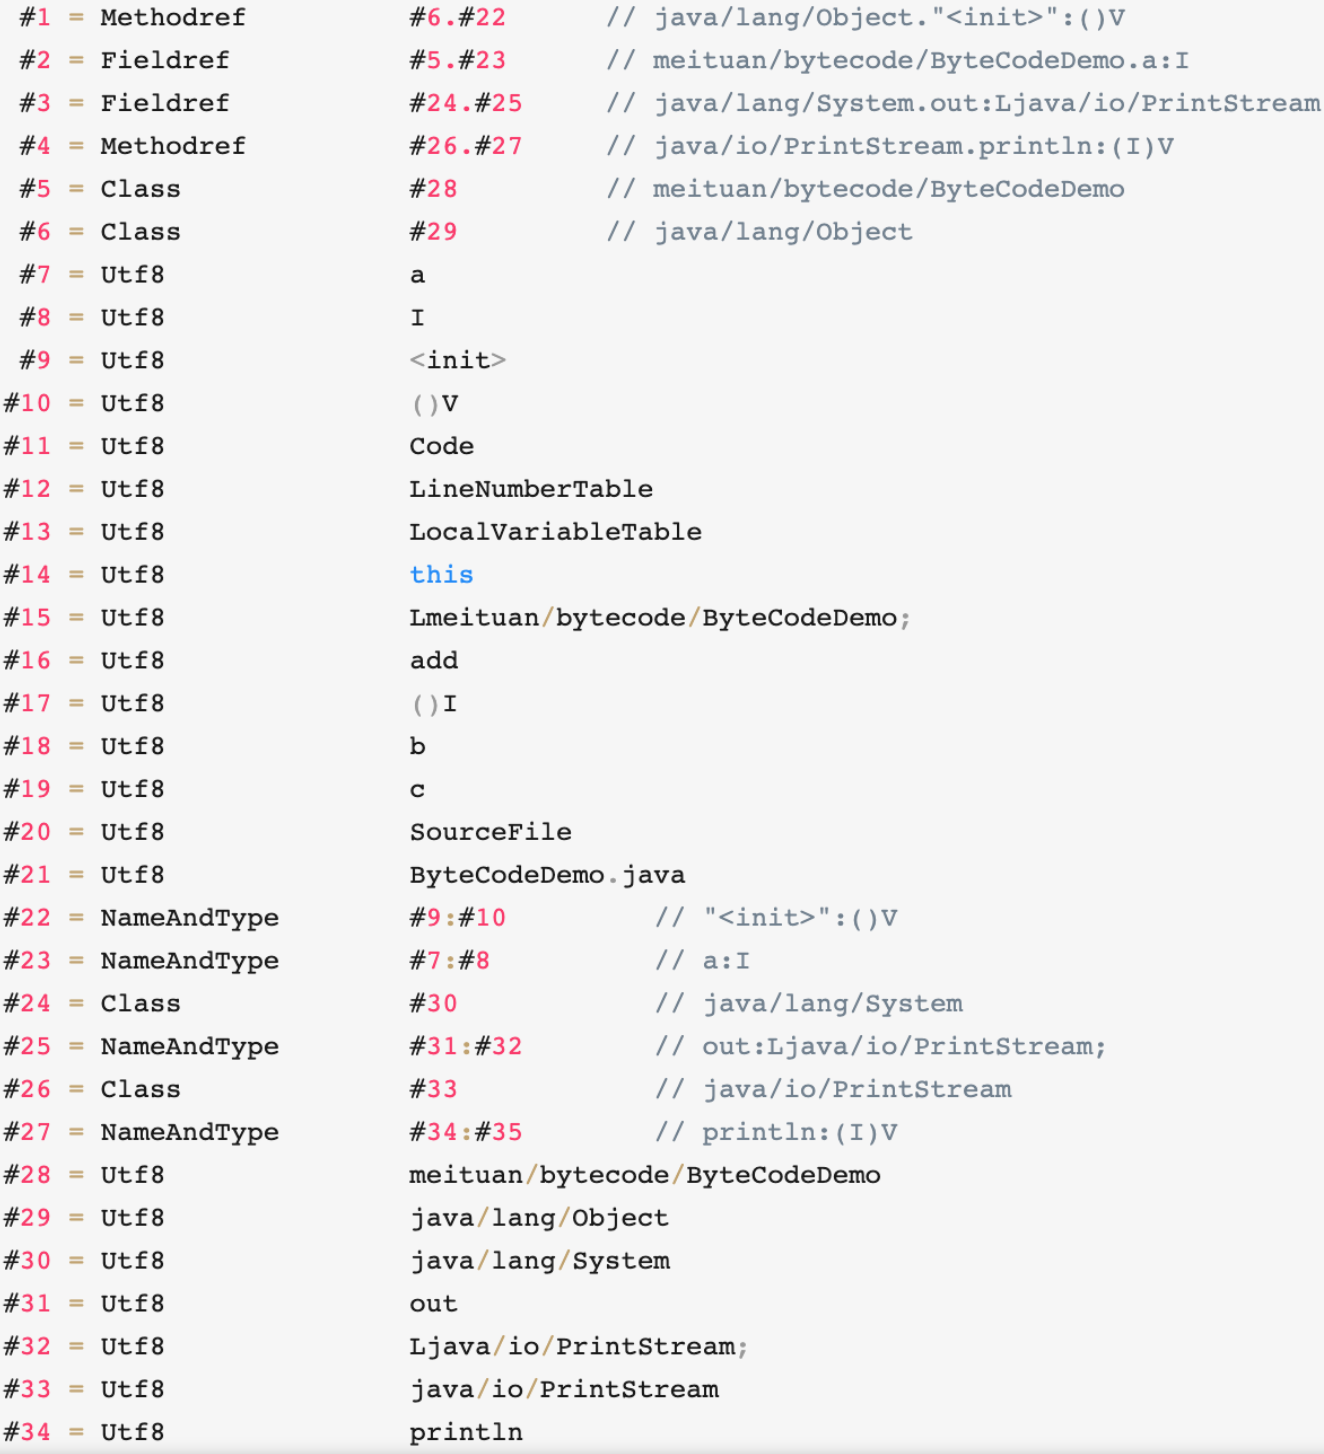 #1 = Methodref          #6.#22      // java/lang/Object."<init>":()V
#2 = Fieldref           #5.#23      // meituan/bytecode/ByteCodeDemo.a:I
#3 = Fieldref           #24.#25     // java/lang/System.out:Ljava/io/PrintStream
#4 = Methodref          #26.#27     // java/io/PrintStream.println:(I)V
#5 = Class              #28         // meituan/bytecode/ByteCodeDemo
#6 = Class              #29         // java/lang/Object
#7 = Utf8               a
#8 = Utf8               I
#9 = Utf8               <init>
#10 = Utf8               ()V
#11 = Utf8               Code
#12 = Utf8               LineNumberTable
#13 = Utf8               LocalVariableTable
#14 = Utf8               this
#15 = Utf8               Lmeituan/bytecode/ByteCodeDemo;
#16 = Utf8               add
#17 = Utf8               ()I
#18 = Utf8               b
#19 = Utf8               c
#20 = Utf8               SourceFile
#21 = Utf8               ByteCodeDemo.java
#22 = NameAndType        #9:#10         // "<init>":()V
#23 = NameAndType        #7:#8          // a:I
#24 = Class              #30            // java/lang/System
#25 = NameAndType        #31:#32        // out:Ljava/io/PrintStream;
#26 = Class              #33            // java/io/PrintStream
#27 = NameAndType        #34:#35        // println:(I)V
#28 = Utf8               meituan/bytecode/ByteCodeDemo
#29 = Utf8               java/lang/Object
#30 = Utf8               java/lang/System
#31 = Utf8               out
#32 = Utf8               Ljava/io/PrintStream;
#33 = Utf8               java/io/PrintStream
#34 = Utf8               println